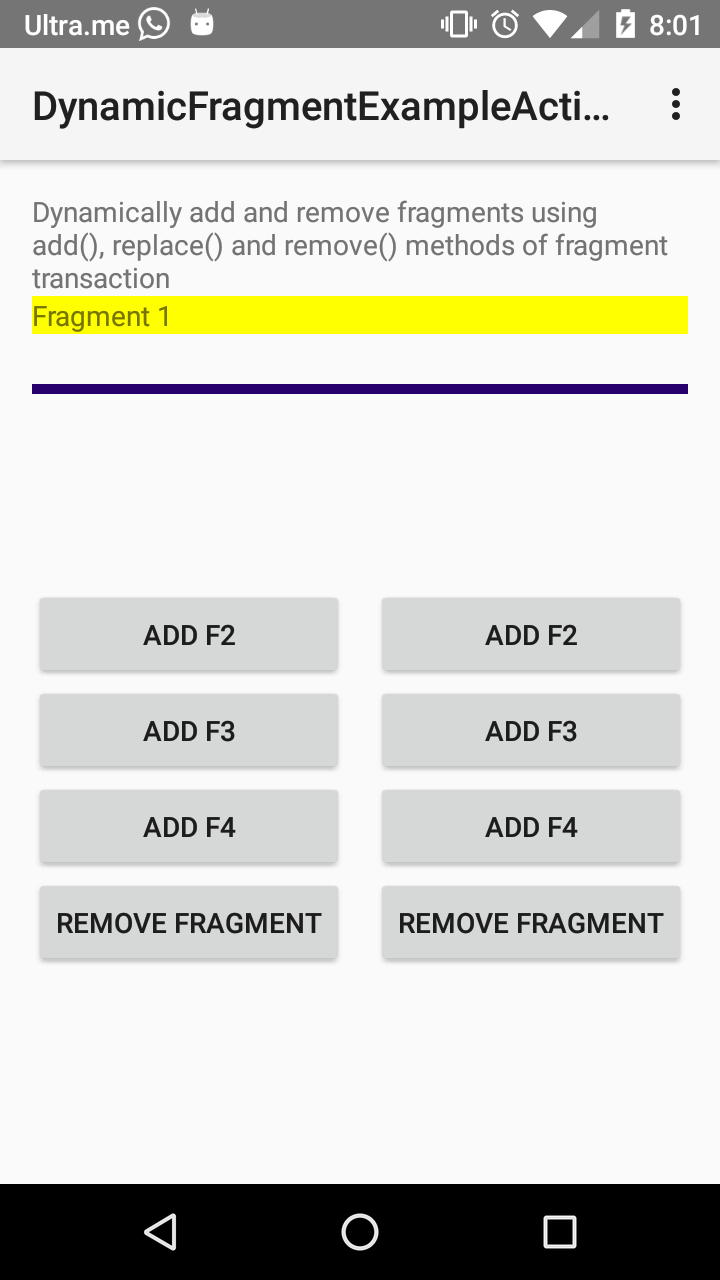 Ultra.me 8:01
DynamicFragmentExampleActi...
Dynamically add and remove fragments using
add(), replace() and remove() methods of fragment
transaction
Fragment 1
ADD F2 ADD F2
ADD F3 ADD F3
ADD F4 ADD F4
REMOVE FRAGMENT REMOVE FRAGMENT